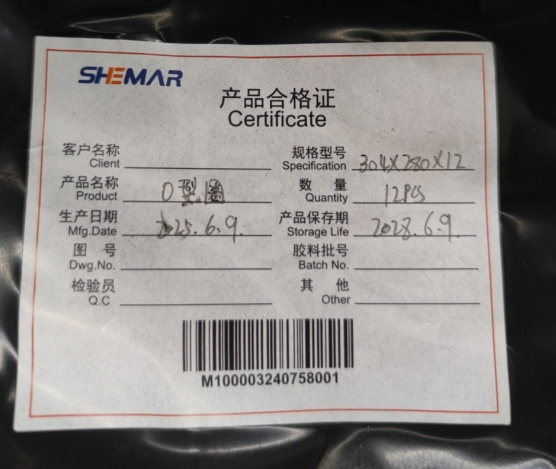 SHEMAR
产品合格证
Certificate
客户名称 规格型号 304X280X12
Client Specification
产品名称 O型圈 数 量 12PCS
Product Quantity
生产日期 2025.6.9. 产品保存期 2028.6.9
Mfg.Date Storage Life
图 号 胶料批号
Dwg.No. Batch No.
检验员 其 他
Q.C Other
M100003240758001